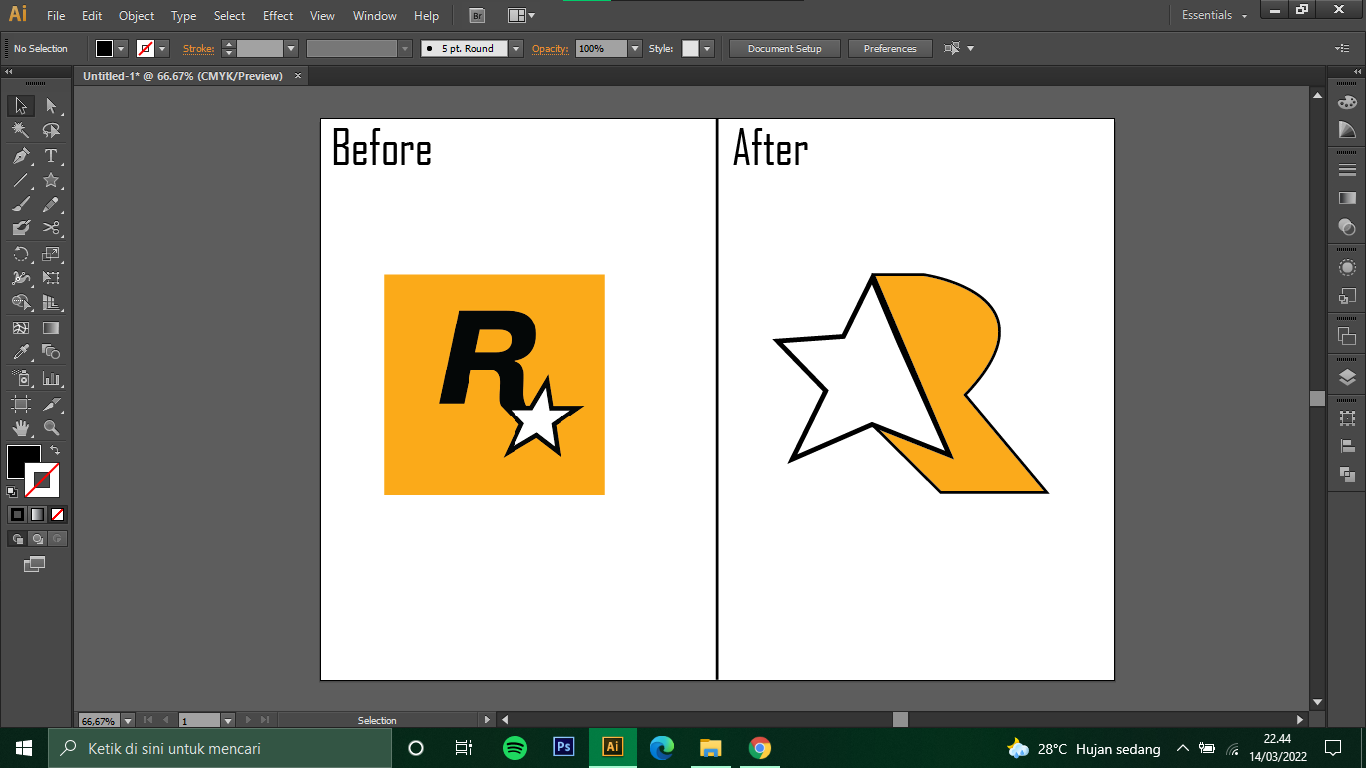 Ai File Edit Object Type Select Effect View Window Help Br Essentials
No Selection Stroke: 5 pt. Round Opacity: 100% Style: Document Setup Preferences
Untitled-1* @ 66.67% (CMYK/Preview)
Before
After
R
66,67% 1 Selection
Ketik di sini untuk mencari
Ps
Ai
28°C Hujan sedang
22.44
14/03/2022